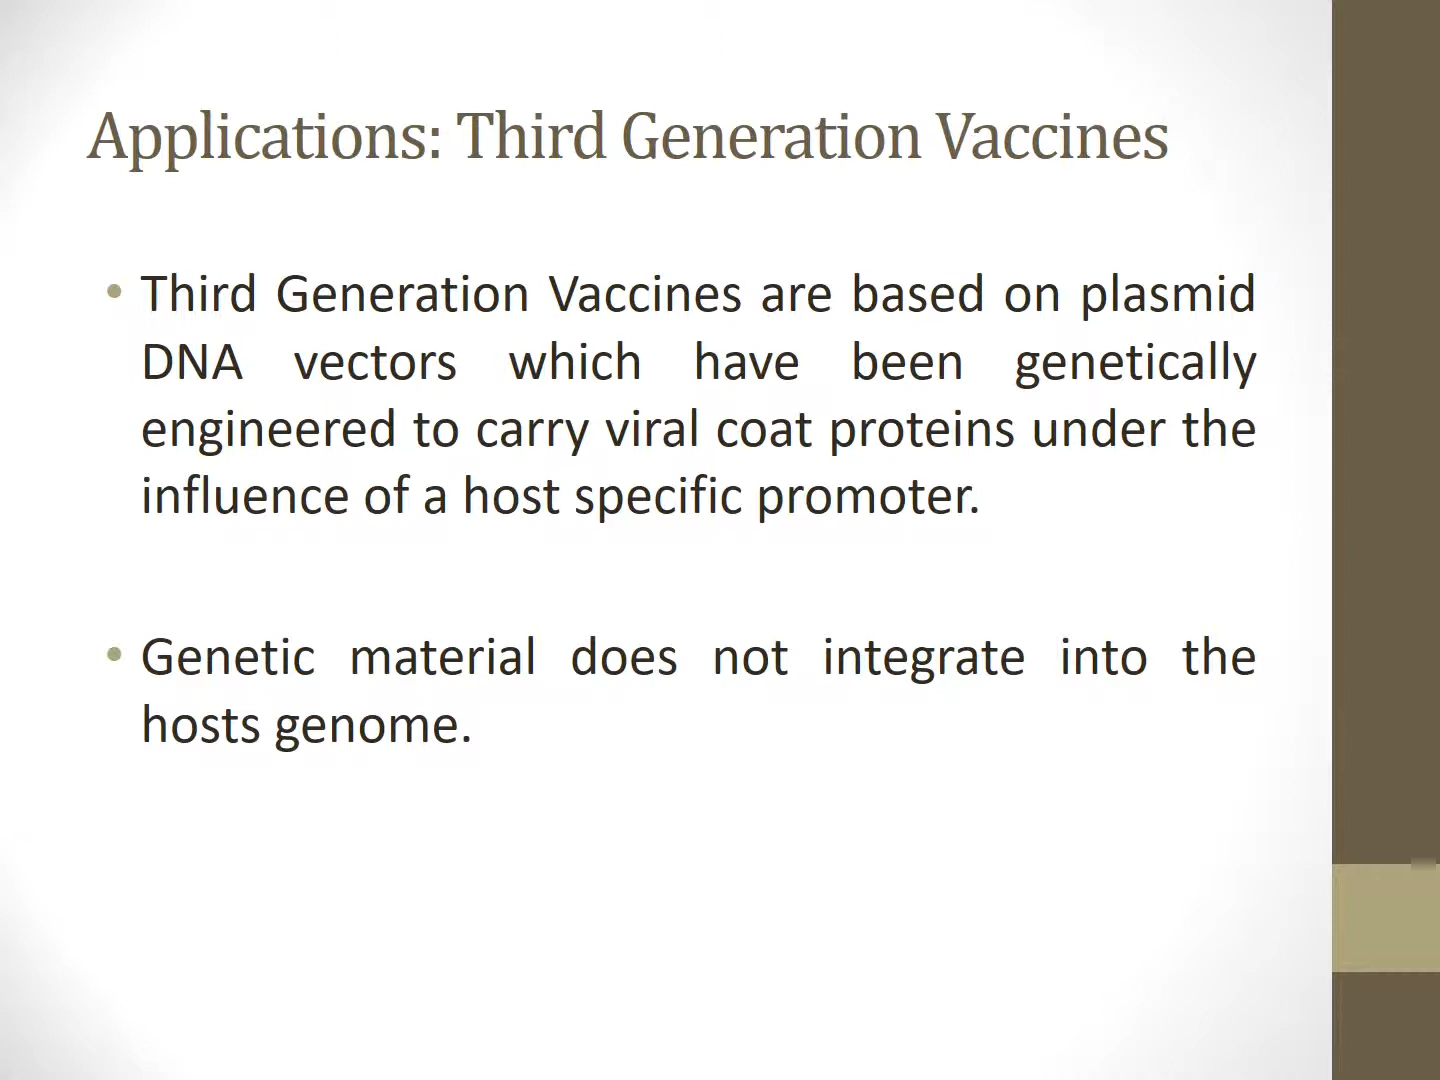 Applications: Third Generation Vaccines
• Third Generation Vaccines are based on plasmid
DNA vectors which have been genetically
engineered to carry viral coat proteins under the
influence of a host specific promoter.
• Genetic material does not integrate into the
hosts genome.